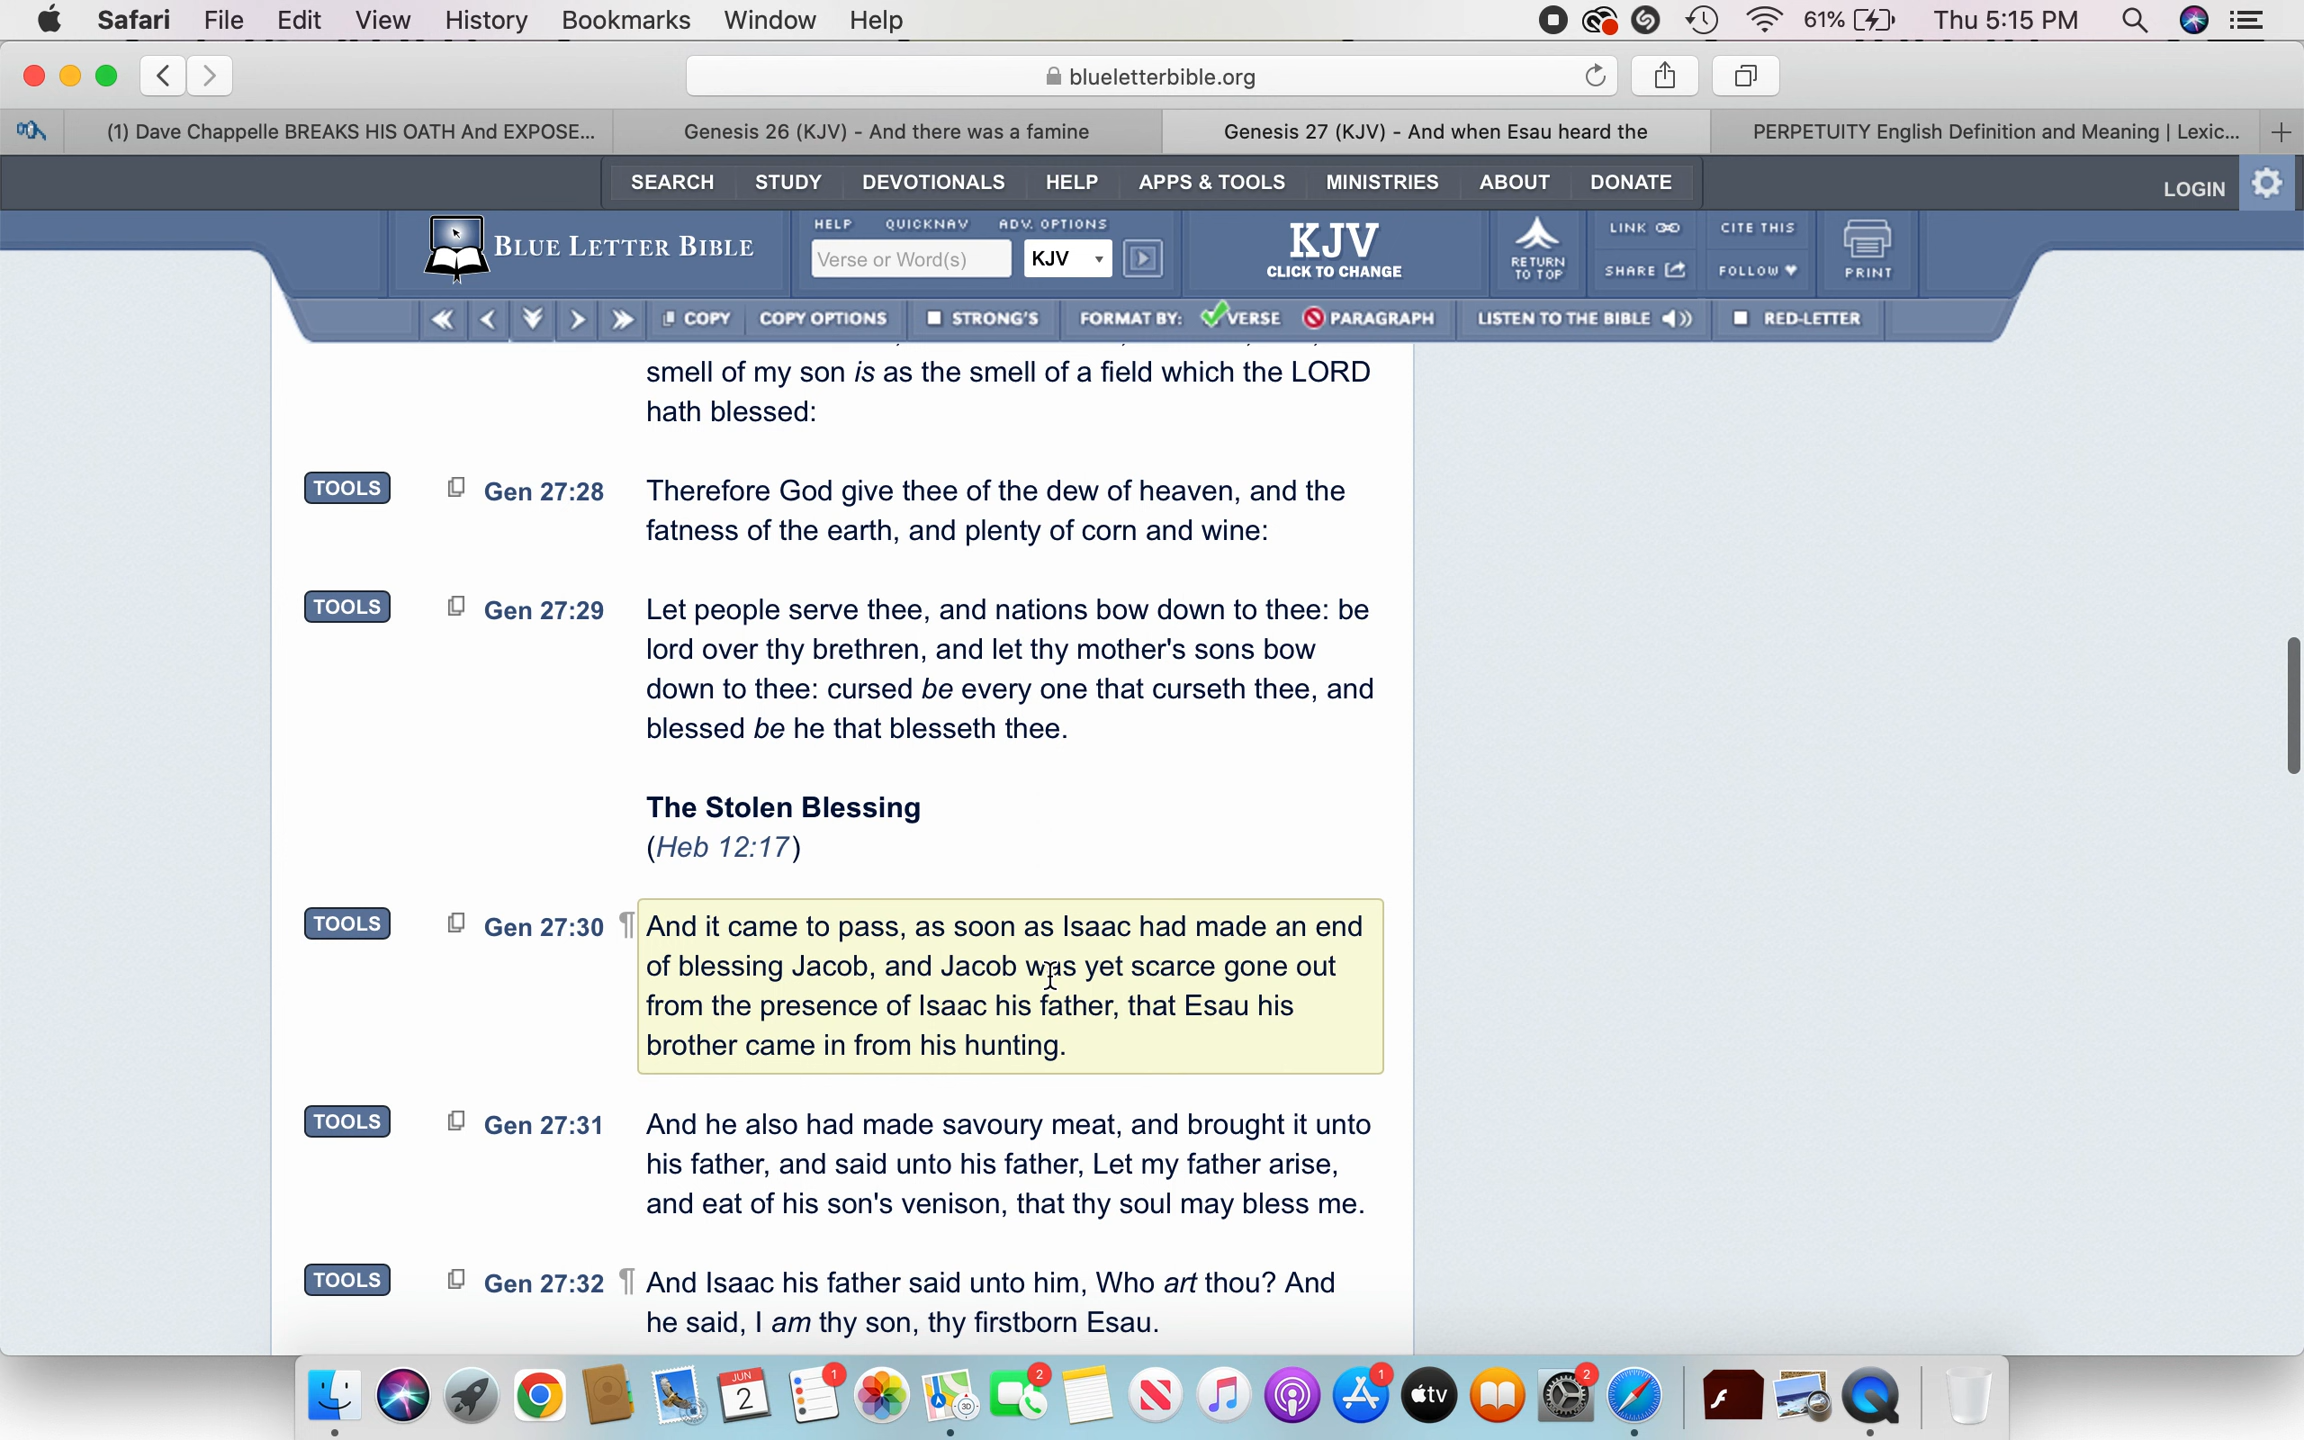 Safari File Edit View History Bookmarks Window Help 61% Thu 5:15 PM
blueletterbible.org
(1) Dave Chappelle BREAKS HIS OATH And EXPOSE... Genesis 26 (KJV) - And there was a famine Genesis 27 (KJV) - And when Esau heard the PERPETUITY English Definition and Meaning | Lexic...
SEARCH STUDY DEVOTIONALS HELP APPS & TOOLS MINISTRIES ABOUT DONATE LOGIN
HELP QUICKNAV ADV. OPTIONS
BLUE LETTER BIBLE Verse or Word(s) KJV
KJV
CLICK TO CHANGE
RETURN
TO TOP
LINK CITE THIS
SHARE FOLLOW PRINT
COPY COPY OPTIONS STRONG'S FORMAT BY: VERSE PARAGRAPH LISTEN TO THE BIBLE RED-LETTER
smell of my son is as the smell of a field which the LORD
hath blessed:
TOOLS Gen 27:28 Therefore God give thee of the dew of heaven, and the
fatness of the earth, and plenty of corn and wine:
TOOLS Gen 27:29 Let people serve thee, and nations bow down to thee: be
lord over thy brethren, and let thy mother's sons bow
down to thee: cursed be every one that curseth thee, and
blessed be he that blesseth thee.
The Stolen Blessing
(Heb 12:17)
TOOLS Gen 27:30 ¶ And it came to pass, as soon as Isaac had made an end
of blessing Jacob, and Jacob was yet scarce gone out
from the presence of Isaac his father, that Esau his
brother came in from his hunting.
TOOLS Gen 27:31 And he also had made savoury meat, and brought it unto
his father, and said unto his father, Let my father arise,
and eat of his son's venison, that thy soul may bless me.
TOOLS Gen 27:32 ¶ And Isaac his father said unto him, Who art thou? And
he said, I am thy son, thy firstborn Esau.
JUN
2
1
3D
2
1
tv
2